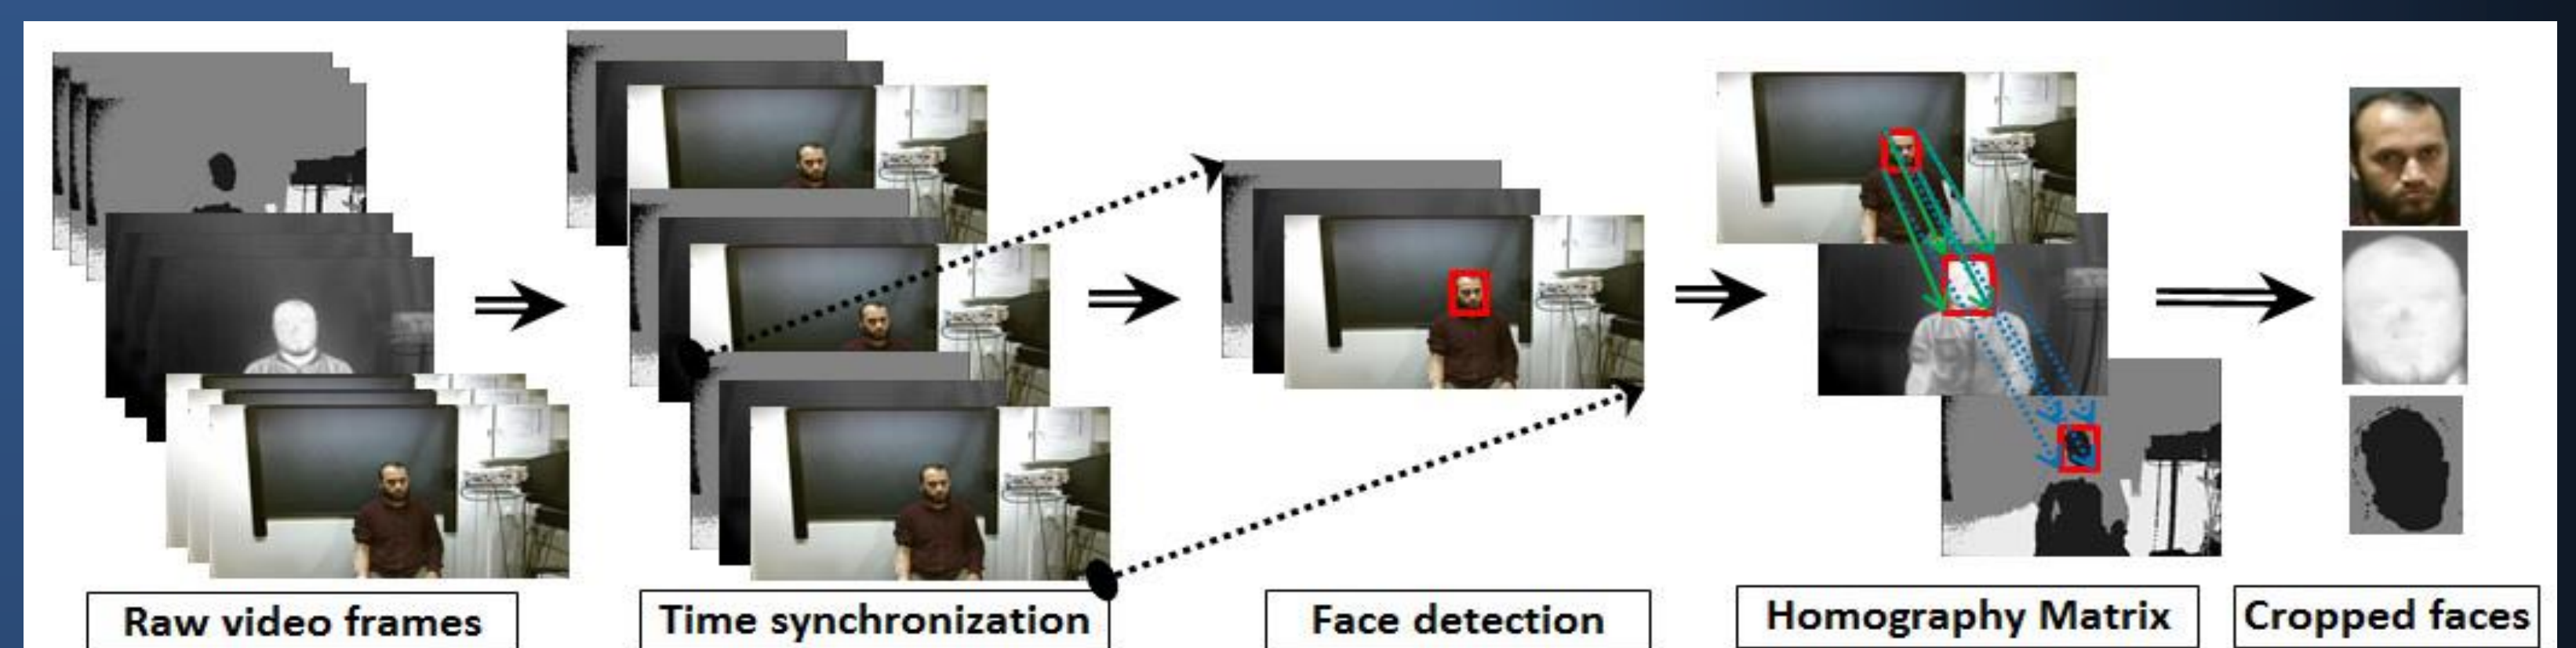 Raw video frames
Time synchronization
Face detection
Homography Matrix
Cropped faces